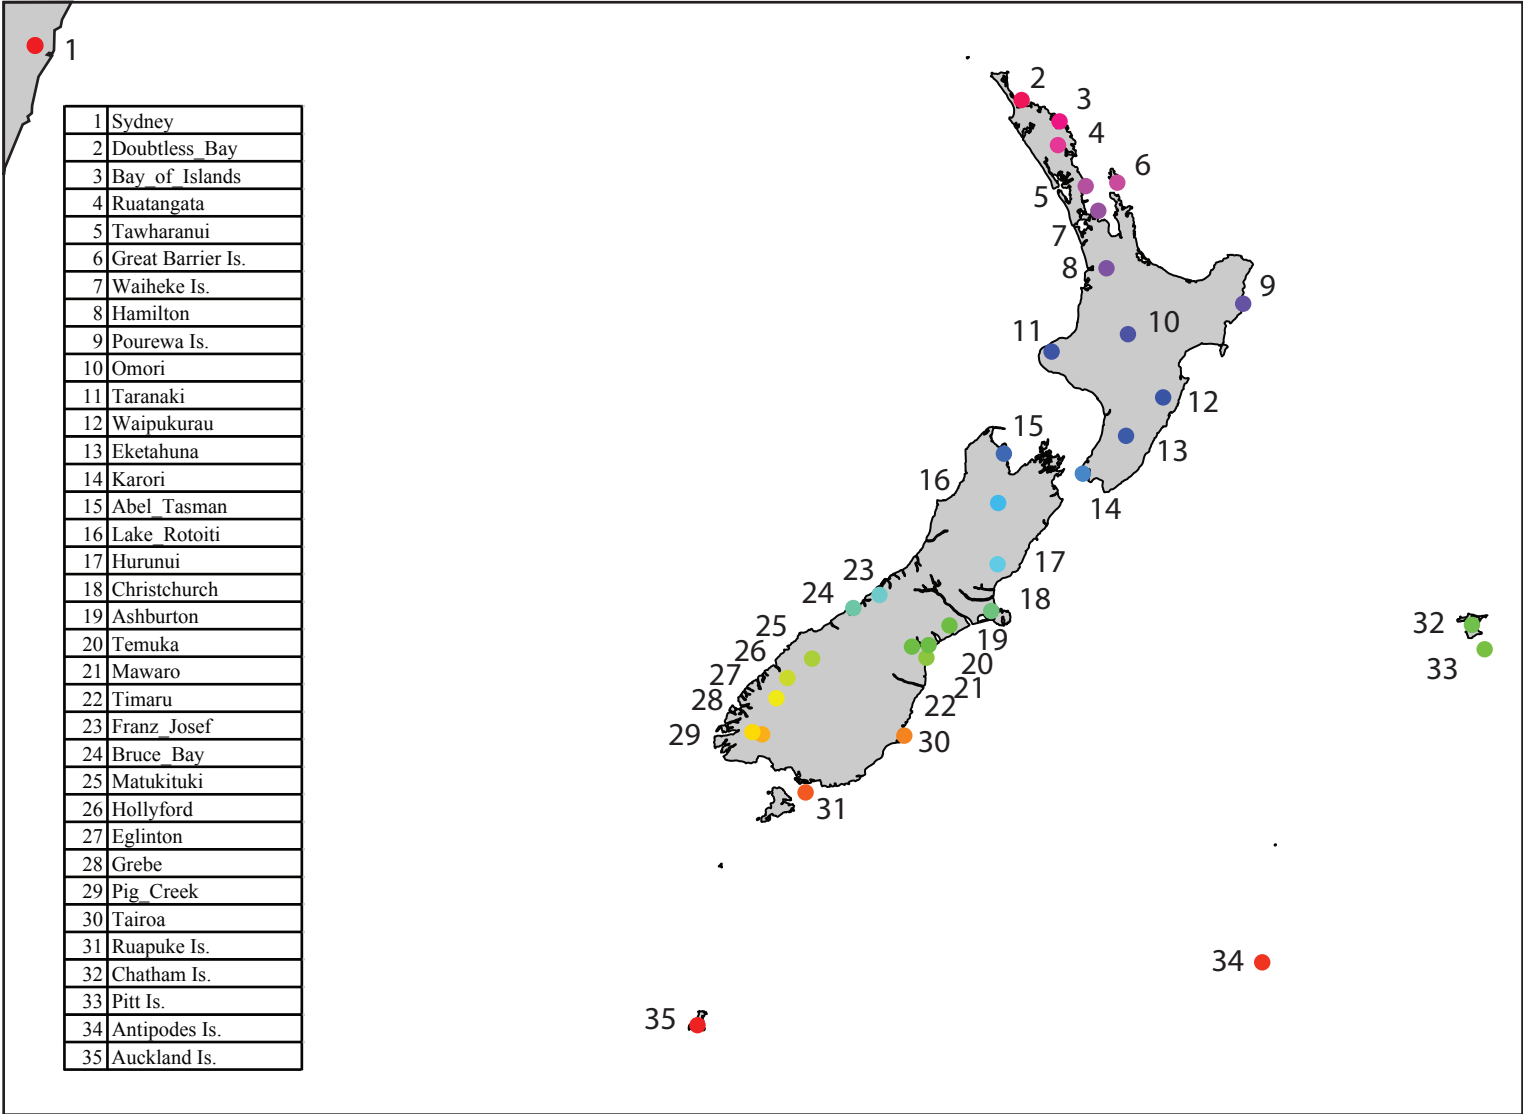 1
1 Sydney
2 Doubtless_Bay
3 Bay_of_Islands
4 Ruatangata
5 Tawharanui
6 Great Barrier Is.
7 Waiheke Is.
8 Hamilton
9 Pourewa Is.
10 Omori
11 Taranaki
12 Waipukurau
13 Eketahuna
14 Karori
15 Abel_Tasman
16 Lake_Rotoiti
17 Hurunui
18 Christchurch
19 Ashburton
20 Temuka
21 Mawaro
22 Timaru
23 Franz_Josef
24 Bruce_Bay
25 Matukituki
26 Hollyford
27 Eglinton
28 Grebe
29 Pig_Creek
30 Tairoa
31 Ruapuke Is.
32 Chatham Is.
33 Pitt Is.
34 Antipodes Is.
35 Auckland Is.
2
3
4
6
5
7
8
9
10
11
12
13
15
16
14
17
23
18
24
25
19
26
20
27
21
28
22
29
30
31
32
33
34
35